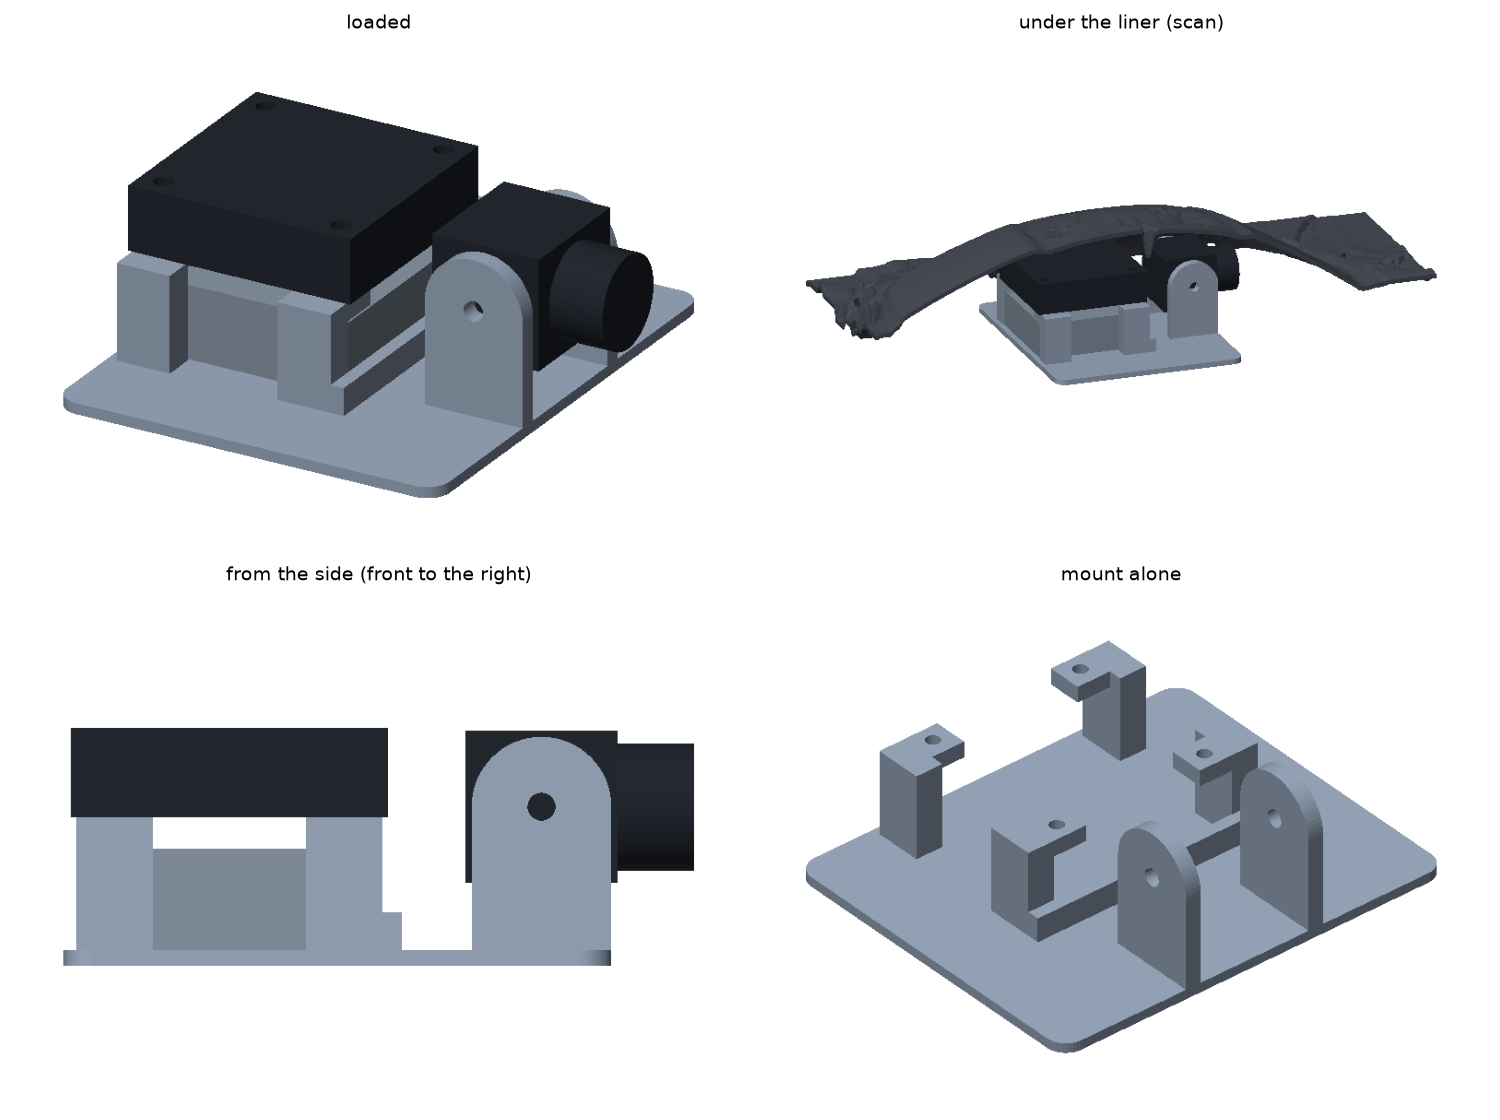 loaded
under the liner (scan)
from the side (front to the right)
mount alone